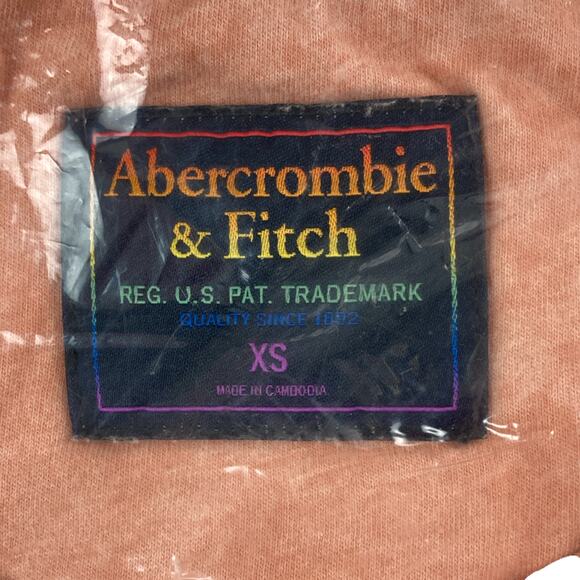 Abercrombie
& Fitch
REG. U.S. PAT. TRADEMARK
QUALITY SINCE 1892
XS
MADE IN CAMBODIA